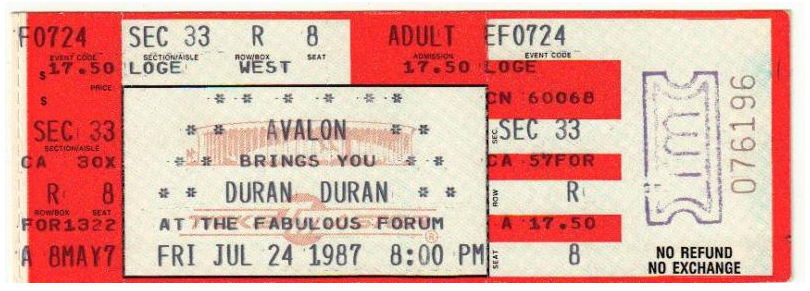 F0724 SEC 33 R 8 ADULT EF0724
EVENT CODE SECTION/AISLE ROW/BOX SEAT ADMISSION EVENT CODE
$17.50 LOGE WEST 17.50 LOGE
PRICE
$
CN 60068
AVALON
SEC 33 SEC. SEC 33
SECTION/AISLE
BRINGS YOU
CA 30X CA 57FOR
R 8 DURAN DURAN ROW R
ROW/BOX SEAT
FOR1322 AT THE FABULOUS FORUM A 17.50
®
A 8MAY7 FRI JUL 24 1987 8:00 PM SEAT 8
076196
NO REFUND
NO EXCHANGE